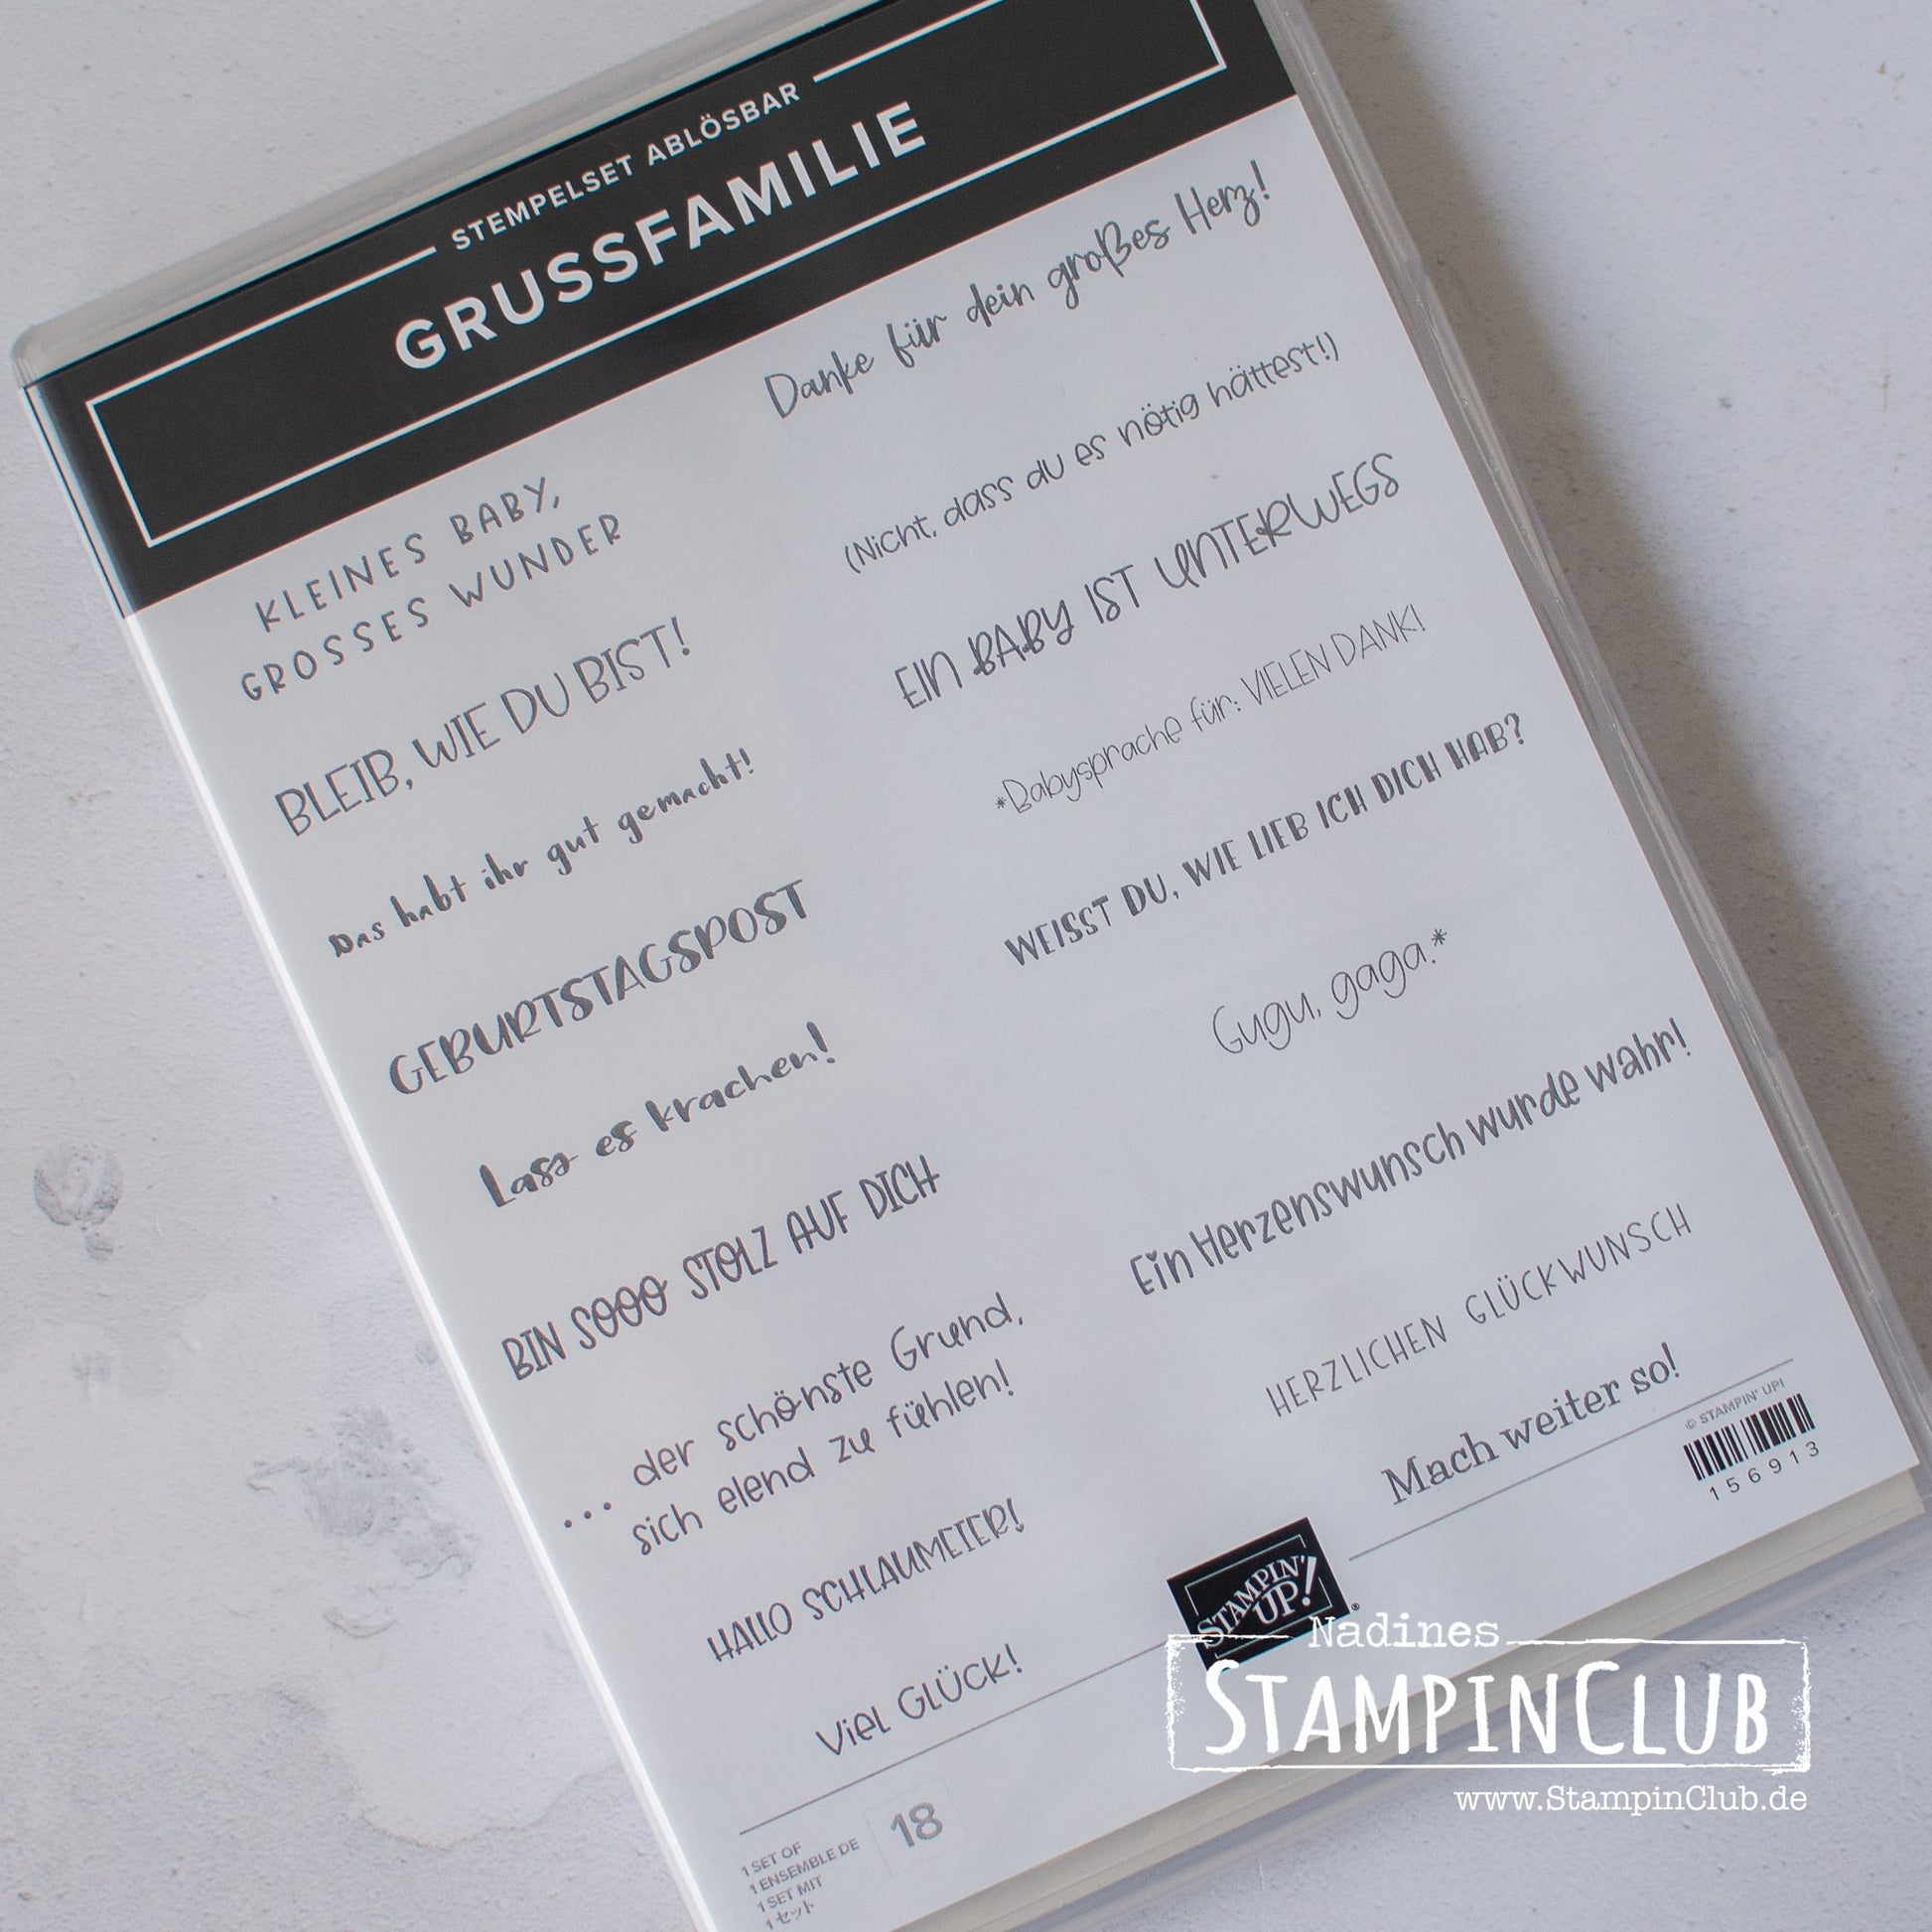 STEMPELSET ABLÖSBAR
GRUSSFAMILIE
KLEINES BABY,
GROSSES WUNDER
BLEIB, WIE DU BIST!
Das habt ihr gut gemacht!
GEBURTSTAGSPOST
Lass es krachen!
BIN SOOO STOLZ AUF DICH
... der schönste Grund,
sich elend zu fühlen!
HALLO SCHLAUMEIER!
Viel GLÜCK!
Danke für dein großes Herz!
(Nicht, dass du es nötig hättest!)
EIN BABY IST UNTERWEGS
*Babysprache für: VIELEN DANK!
WEISST DU, WIE LIEB ICH DICH HAB?
Gugu, gaga.*
Ein Herzenswunsch wurde wahr!
HERZLICHEN GLÜCKWUNSCH
Mach weiter so!
© STAMPIN' UP!
156913
STAMPIN'
UP!®
1 SET OF
1 ENSEMBLE DE
1 SET MIT
1セット
18
Nadines
STAMPINCLUB
www.StampinClub.de